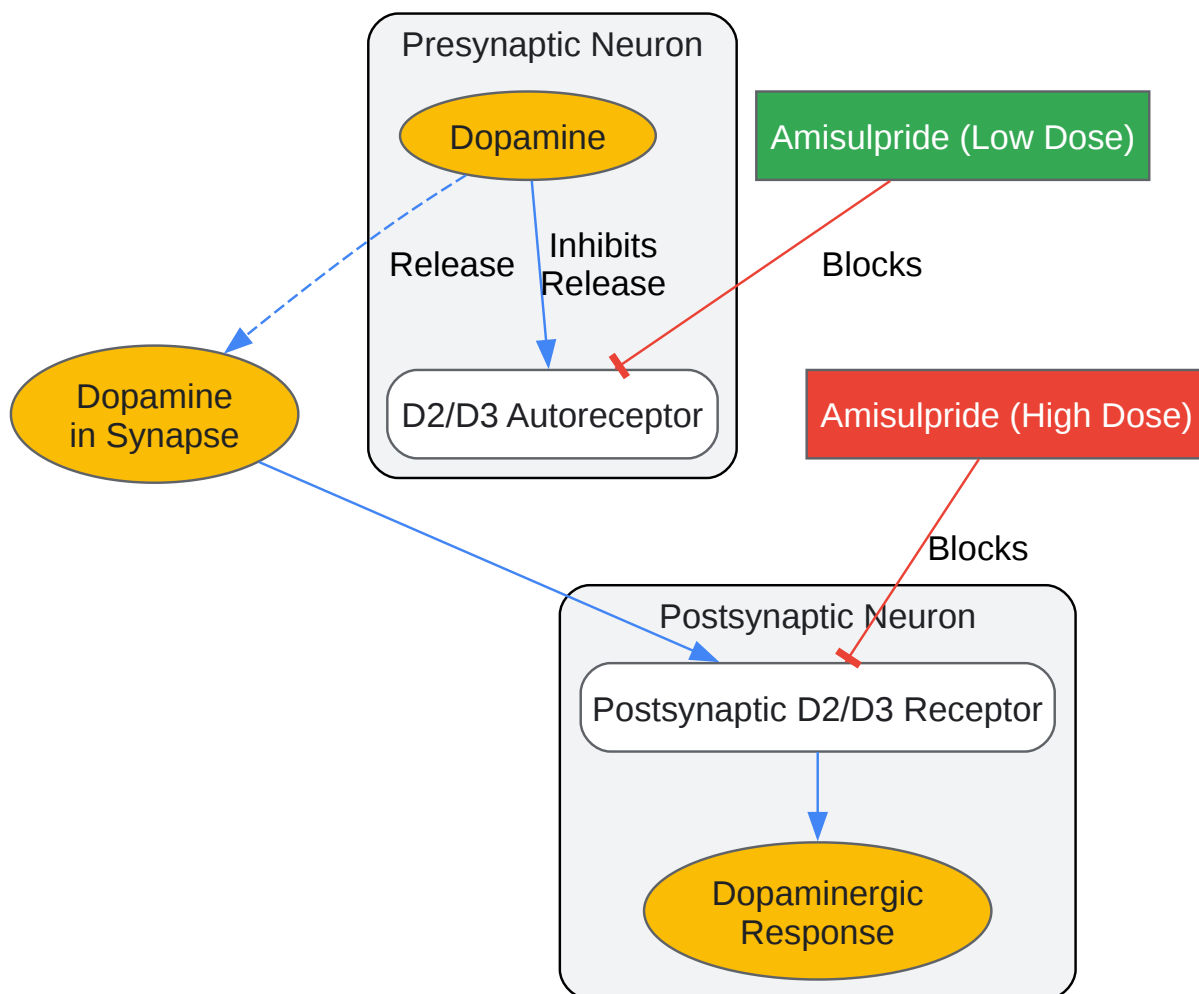 Presynaptic Neuron
Dopamine
Amisulpride (Low Dose)
Release
Inhibits
Release
Blocks
Dopamine
in Synapse
D2/D3 Autoreceptor
Amisulpride (High Dose)
Blocks
Postsynaptic Neuron
Postsynaptic D2/D3 Receptor
Dopaminergic
Response